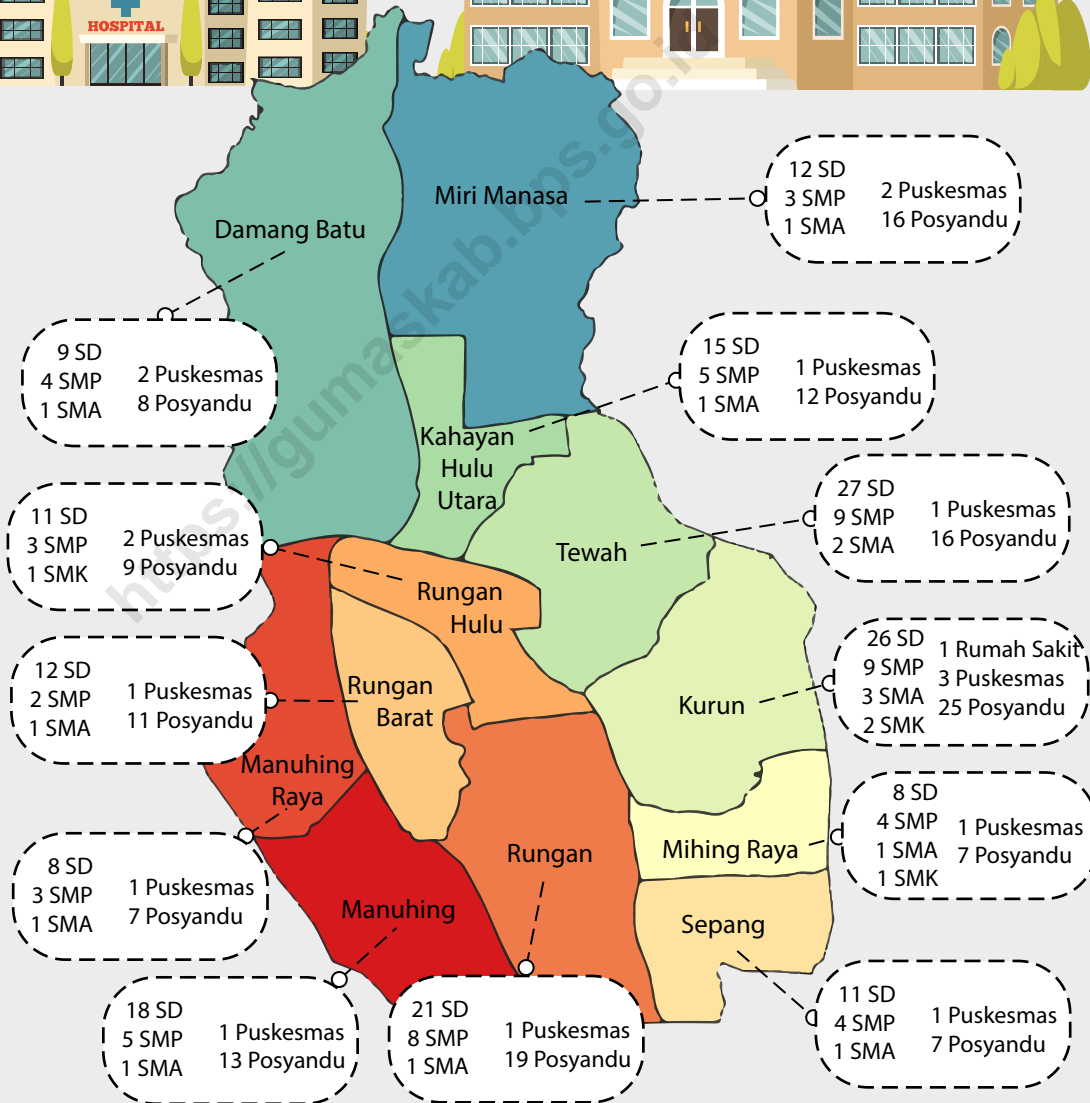 HOSPITAL
https://gumaskab.bps.go.id
Miri Manasa
12 SD
3 SMP
1 SMA
2 Puskesmas
16 Posyandu
Damang Batu
9 SD
4 SMP
1 SMA
2 Puskesmas
8 Posyandu
15 SD
5 SMP
1 SMA
1 Puskesmas
12 Posyandu
Kahayan
Hulu
Utara
27 SD
9 SMP
2 SMA
1 Puskesmas
16 Posyandu
Tewah
11 SD
3 SMP
1 SMK
2 Puskesmas
9 Posyandu
Rungan
Hulu
26 SD
9 SMP
3 SMA
2 SMK
1 Rumah Sakit
3 Puskesmas
25 Posyandu
Kurun
12 SD
2 SMP
1 SMA
1 Puskesmas
11 Posyandu
Rungan
Barat
Manuhing
Raya
8 SD
4 SMP
1 SMA
1 SMK
1 Puskesmas
7 Posyandu
Mihing Raya
Rungan
8 SD
3 SMP
1 SMA
1 Puskesmas
7 Posyandu
Manuhing
Sepang
18 SD
5 SMP
1 SMA
1 Puskesmas
13 Posyandu
21 SD
8 SMP
1 SMA
1 Puskesmas
19 Posyandu
11 SD
4 SMP
1 SMA
1 Puskesmas
7 Posyandu